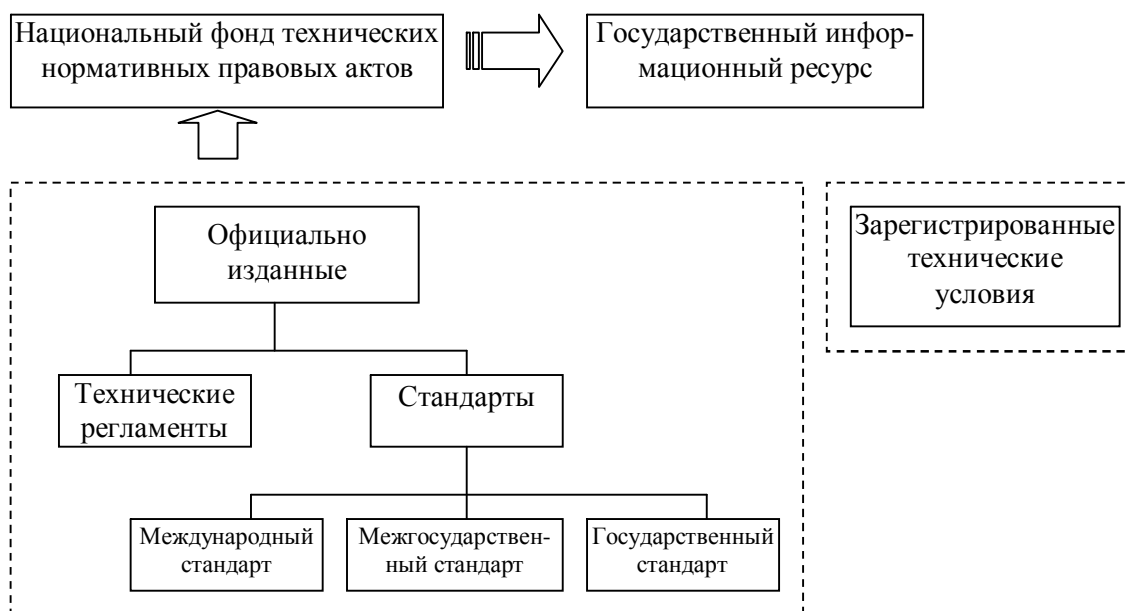 Национальный фонд технических
нормативных правовых актов
Государственный инфор-
мационный ресурс
Официально
изданные
Зарегистрированные
технические
условия
Технические
регламенты
Стандарты
Международный
стандарт
Межгосударствен-
ный стандарт
Государственный
стандарт